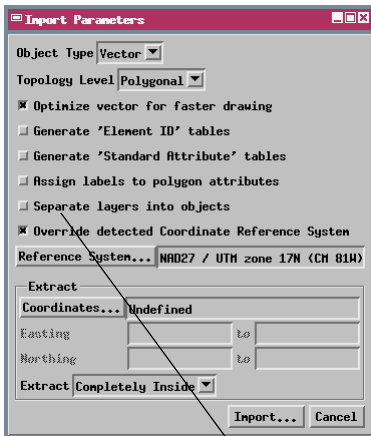 Import Parameters
Object Type Vector
Topology Level Polygonal
Optimize vector for faster drawing
Generate 'Element ID' tables
Generate 'Standard Attribute' tables
Assign labels to polygon attributes
Separate layers into objects
Override detected Coordinate Reference System
Reference System... NAD27 / UTM zone 17N (CM 81W)
Extract
Coordinates... Undefined
Easting to
Northing to
Extract Completely Inside
Import... Cancel